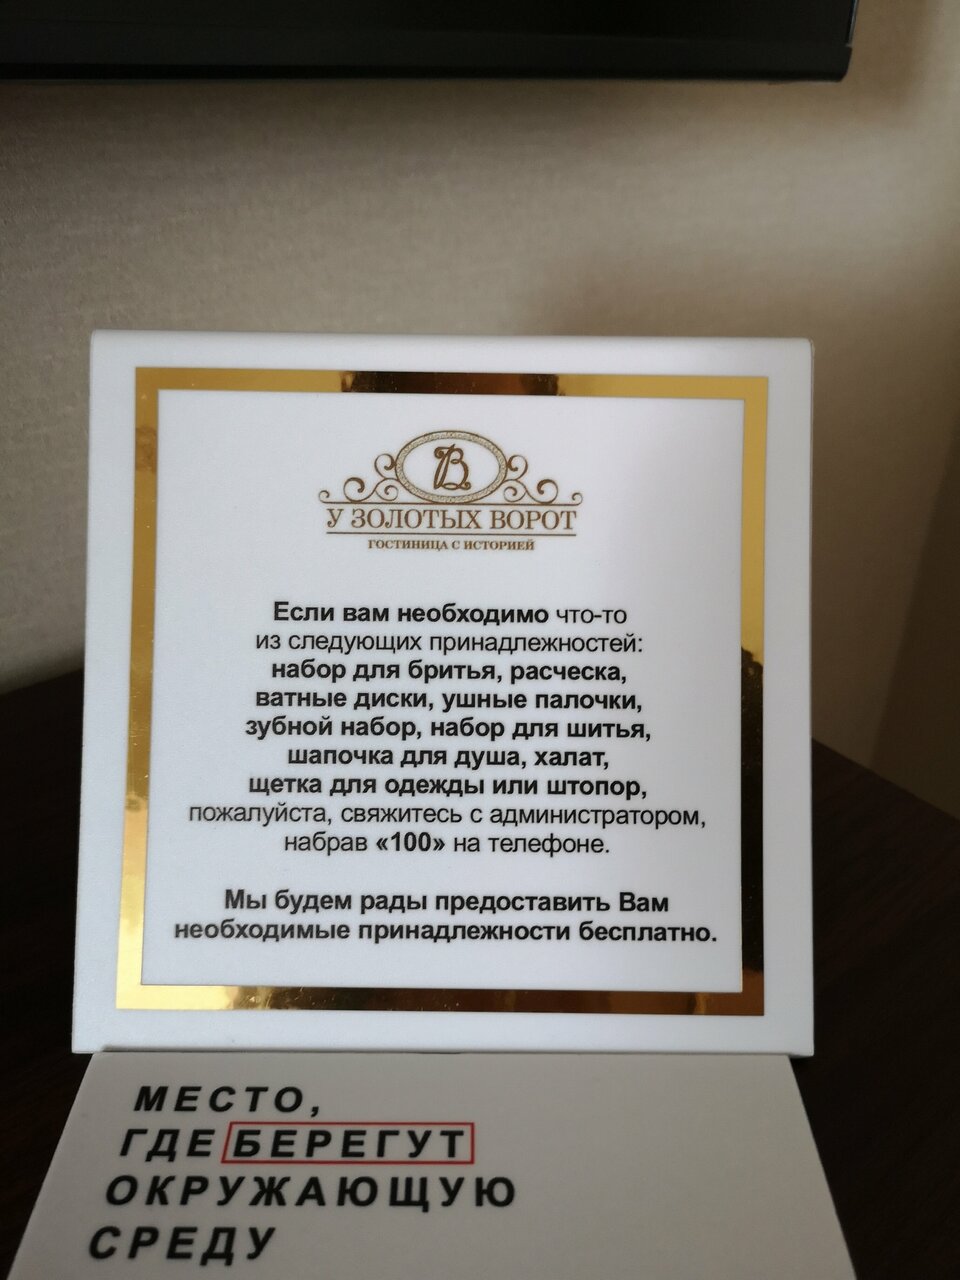 В
У ЗОЛОТЫХ ВОРОТ
ГОСТИНИЦА С ИСТОРИЕЙ
Если вам необходимо что-то
из следующих принадлежностей:
набор для бритья, расческа,
ватные диски, ушные палочки,
зубной набор, набор для шитья,
шапочка для душа, халат,
щетка для одежды или штопор,
пожалуйста, свяжитесь с администратором,
набрав «100» на телефоне.
Мы будем рады предоставить Вам
необходимые принадлежности бесплатно.
МЕСТО,
ГДЕ БЕРЕГУТ
ОКРУЖАЮЩУЮ
СРЕДУ